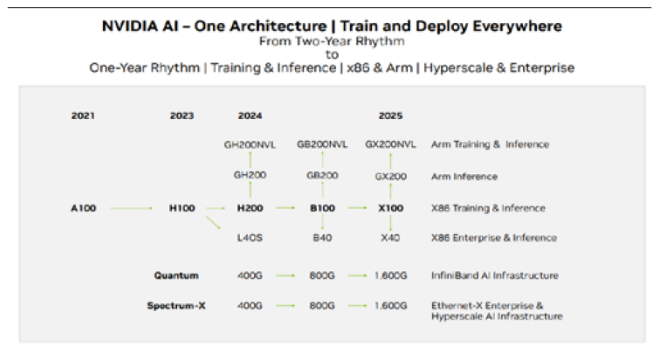 NVIDIA AI – One Architecture | Train and Deploy Everywhere
From Two-Year Rhythm
to
One-Year Rhythm | Training & Inference | x86 & Arm | Hyperscale & Enterprise
2021 2023 2024 2025
GH200NVL GB200NVL GX200NVL Arm Training & Inference
GH200 GB200 GX200 Arm Inference
A100 H100 H200 B100 X100 X86 Training & Inference
L40S B40 X40 X86 Enterprise & Inference
Quantum 400G 800G 1,600G InfiniBand AI Infrastructure
Spectrum-X 400G 800G 1,600G Ethernet-X Enterprise &
Hyperscale AI Infrastructure